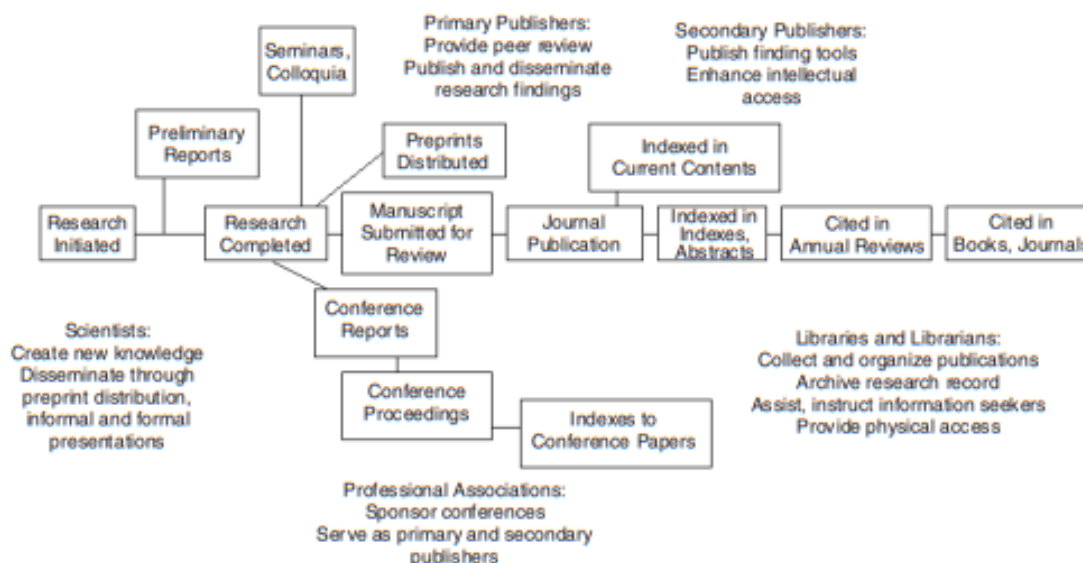 Primary Publishers:
Provide peer review
Publish and disseminate
research findings
Secondary Publishers:
Publish finding tools
Enhance intellectual
access
Seminars,
Colloquia
Preliminary
Reports
Preprints
Distributed
Indexed in
Current Contents
Research
Initiated
Research
Completed
Manuscript
Submitted for
Review
Journal
Publication
Indexed in
Indexes,
Abstracts
Cited in
Annual Reviews
Cited in
Books, Journals
Conference
Reports
Scientists:
Create new knowledge
Disseminate through
preprint distribution,
informal and formal
presentations
Libraries and Librarians:
Collect and organize publications
Archive research record
Assist, instruct information seekers
Provide physical access
Conference
Proceedings
Indexes to
Conference Papers
Professional Associations:
Sponsor conferences
Serve as primary and secondary
publishers